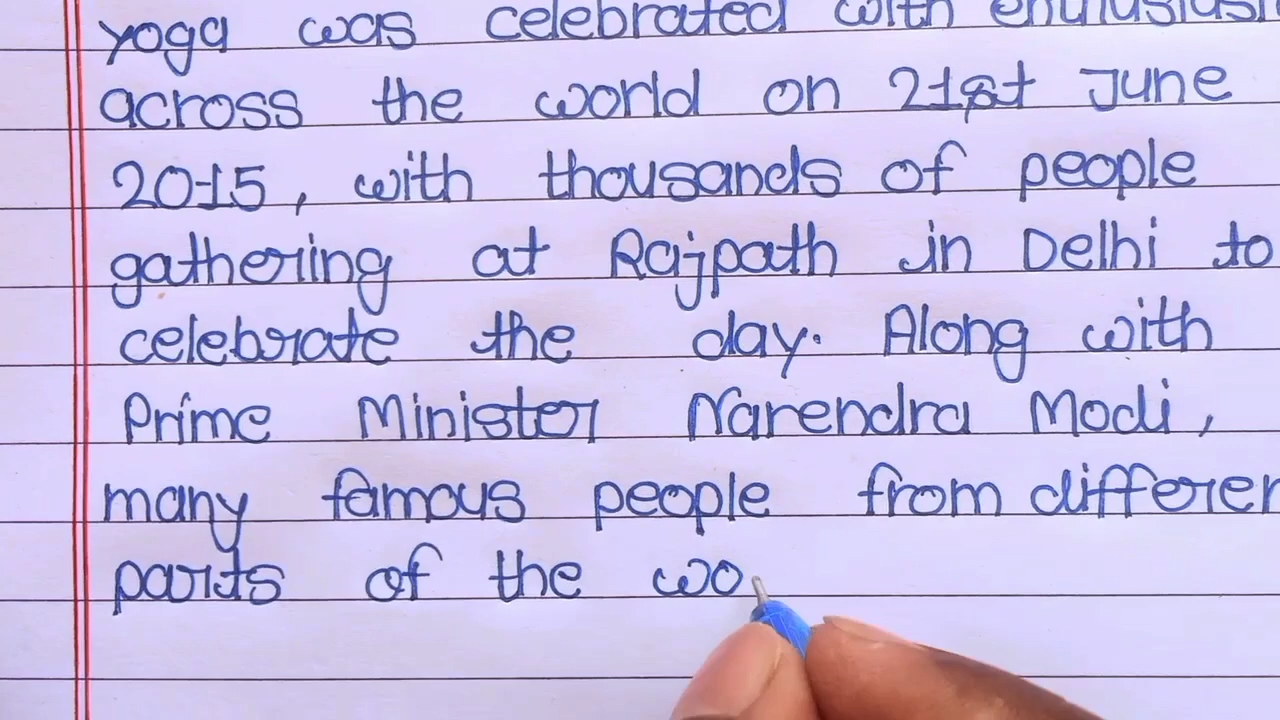 yoga was celebrated with enthusiasm
across the world on 21st June
2015, with thousands of people
gathering at Rajpath in Delhi to
celebrate the day. Along with
Prime Minister Narendra Modi,
many famous people from differen
parts of the wo